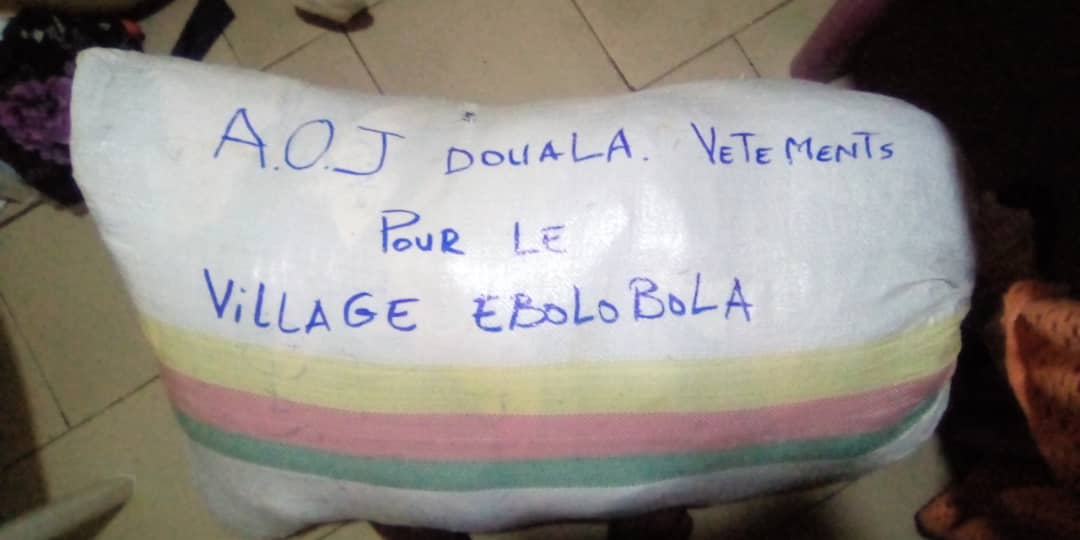 A.O.J DOUALA. VETEMENTS
POUR LE
VILLAGE EBOLOBOLA